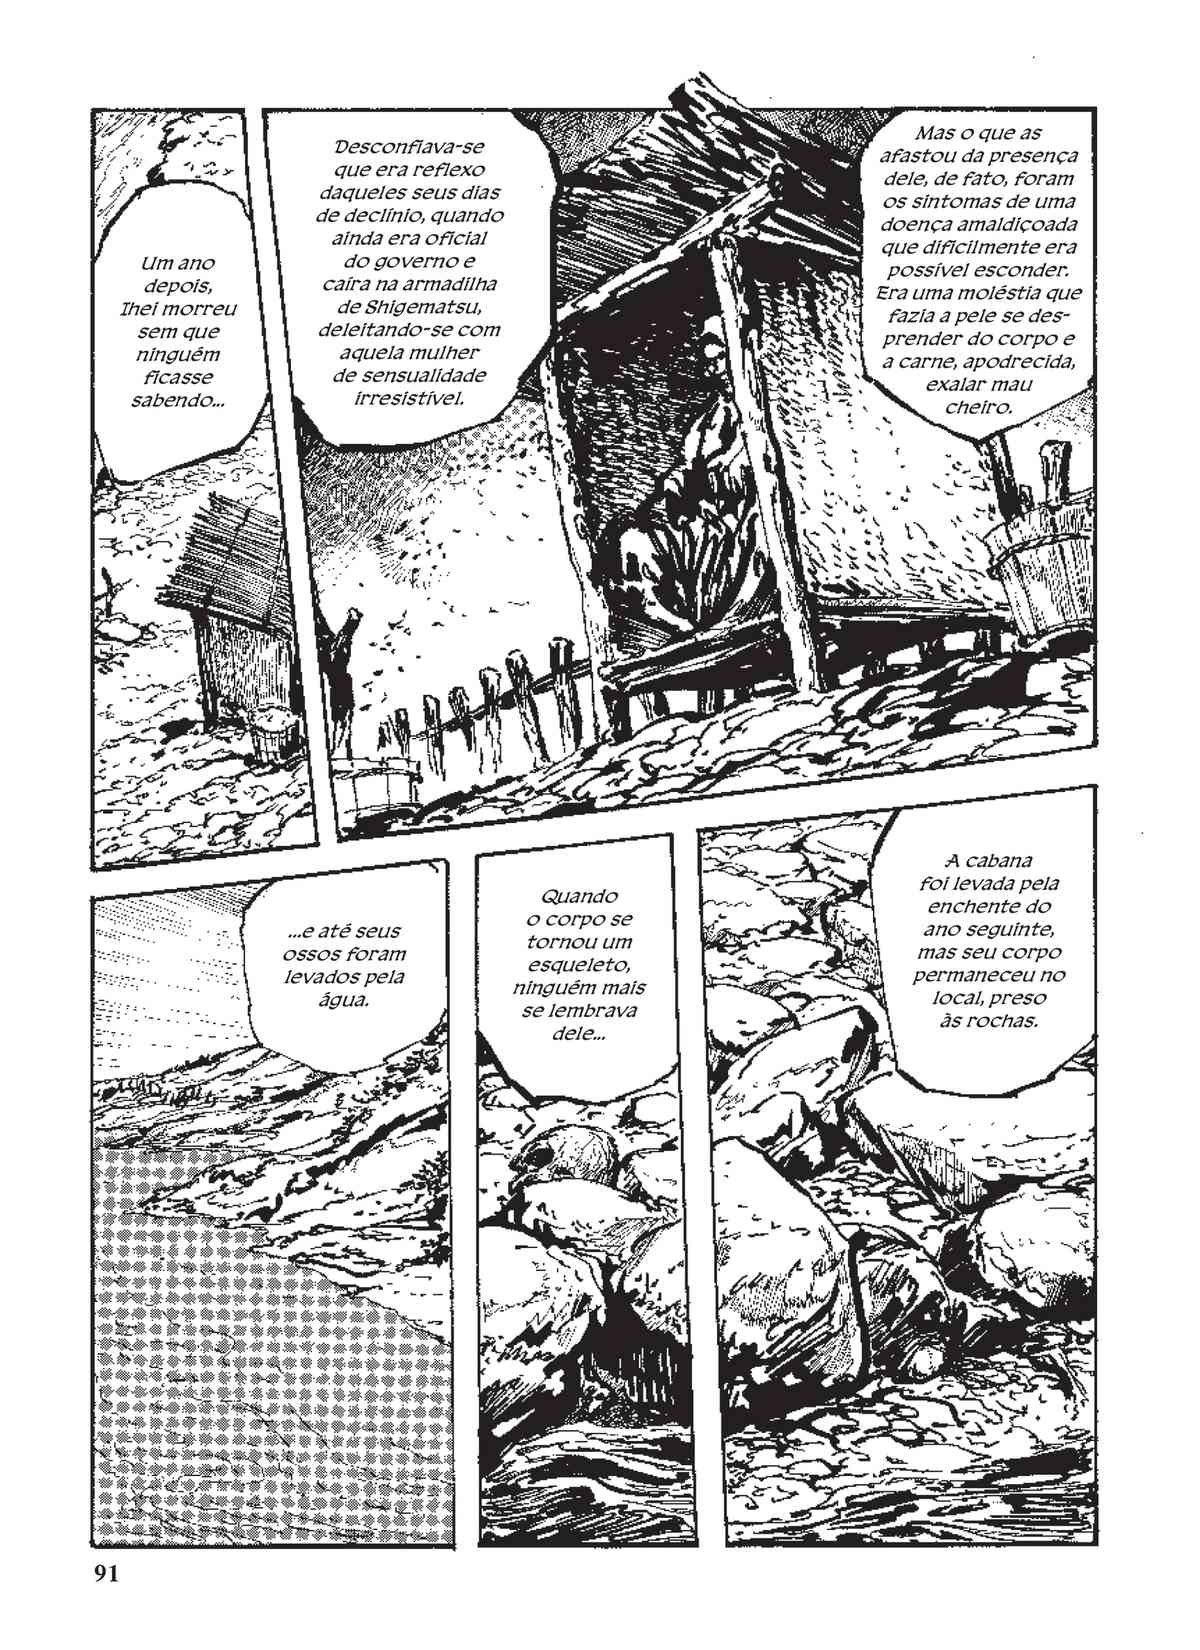 Mas o que as
afastou da presença
dele, de fato, foram
os sintomas de uma
doença amaldiçoada
que dificilmente era
possível esconder.
Era uma moléstia que
fazia a pele se des-
prender do corpo e
a carne, apodrecida,
exalar mau
cheiro.
Desconfiava-se
que era reflexo
daqueles seus dias
de declínio, quando
ainda era oficial
do governo e
caíra na armadilha
de Shigematsu,
deleitando-se com
aquela mulher
de sensualidade
irresistível.
Um ano
depois,
Ihei morreu
sem que
ninguém
ficasse
sabendo...
A cabana
foi levada pela
enchente do
ano seguinte,
mas seu corpo
permaneceu no
local, preso
às rochas.
Quando
o corpo se
tornou um
esqueleto,
ninguém mais
se lembrava
dele...
...e até seus
ossos foram
levados pela
água.
91